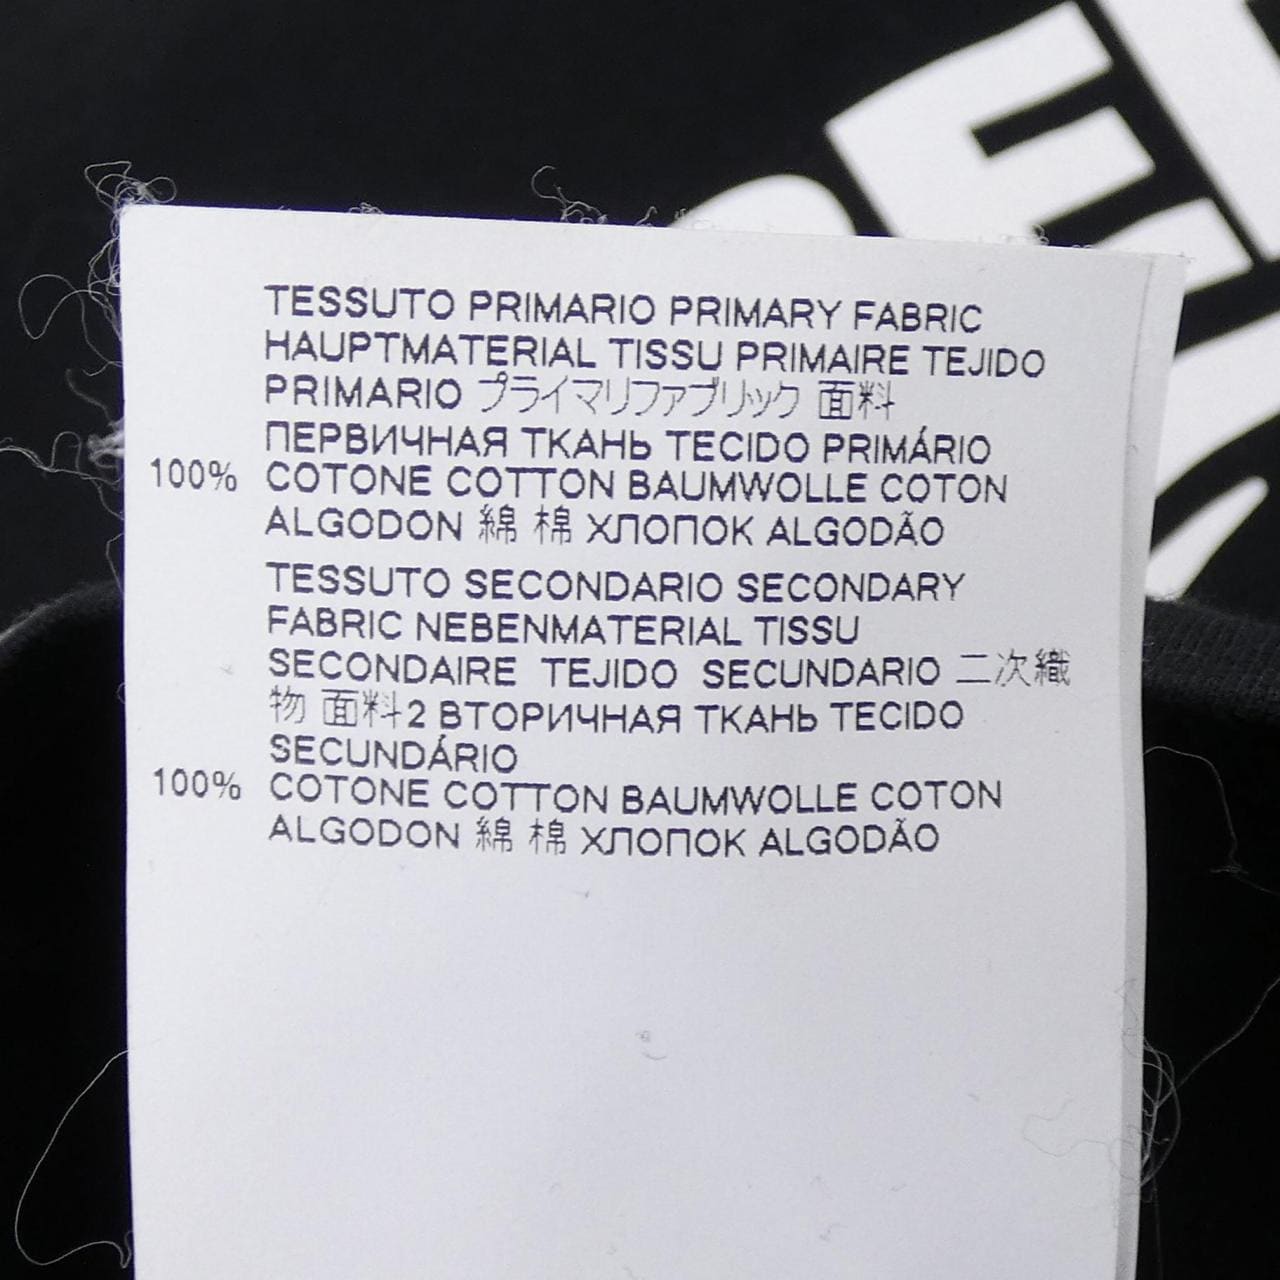 TESSUTO PRIMARIO PRIMARY FABRIC
HAUPTMATERIAL TISSU PRIMAIRE TEJIDO
PRIMARIO プライマリファブリック 面料
ПЕРВИЧНАЯ ТКАНЬ TECIDO PRIMÁRIO
100% COTONE COTTON BAUMWOLLE COTON
ALGODON 綿 棉 ХЛОПОК ALGODÃO
TESSUTO SECONDARIO SECONDARY
FABRIC NEBENMATERIAL TISSU
SECONDAIRE TEJIDO SECUNDARIO 二次織
物 面料2 ВТОРИЧНАЯ ТКАНЬ TECIDO
SECUNDÁRIO
100% COTONE COTTON BAUMWOLLE COTON
ALGODON 綿 棉 ХЛОПОК ALGODÃO